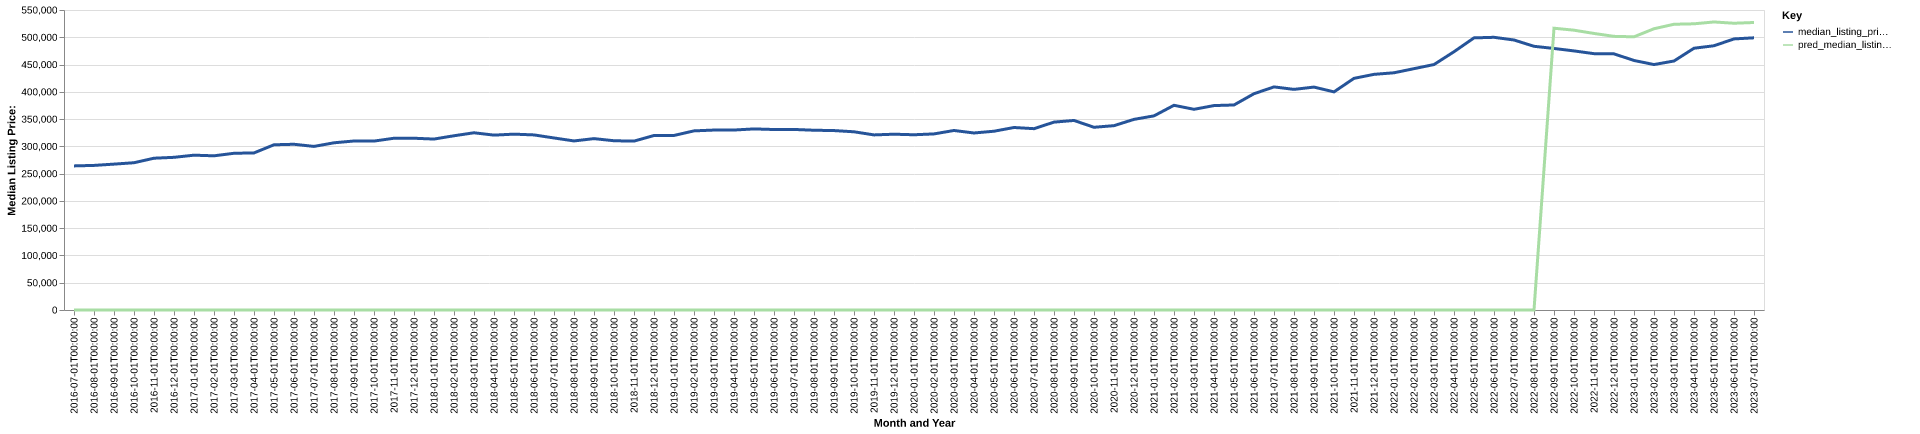 550,000
500,000
450,000
400,000
350,000
300,000
250,000
200,000
150,000
100,000
50,000
0
Median Listing Price:
2016-07-01T00:00:00
2016-08-01T00:00:00
2016-09-01T00:00:00
2016-10-01T00:00:00
2016-11-01T00:00:00
2016-12-01T00:00:00
2017-01-01T00:00:00
2017-02-01T00:00:00
2017-03-01T00:00:00
2017-04-01T00:00:00
2017-05-01T00:00:00
2017-06-01T00:00:00
2017-07-01T00:00:00
2017-08-01T00:00:00
2017-09-01T00:00:00
2017-10-01T00:00:00
2017-11-01T00:00:00
2017-12-01T00:00:00
2018-01-01T00:00:00
2018-02-01T00:00:00
2018-03-01T00:00:00
2018-04-01T00:00:00
2018-05-01T00:00:00
2018-06-01T00:00:00
2018-07-01T00:00:00
2018-08-01T00:00:00
2018-09-01T00:00:00
2018-10-01T00:00:00
2018-11-01T00:00:00
2018-12-01T00:00:00
2019-01-01T00:00:00
2019-02-01T00:00:00
2019-03-01T00:00:00
2019-04-01T00:00:00
2019-05-01T00:00:00
2019-06-01T00:00:00
2019-07-01T00:00:00
2019-08-01T00:00:00
2019-09-01T00:00:00
2019-10-01T00:00:00
2019-11-01T00:00:00
2019-12-01T00:00:00
2020-01-01T00:00:00
2020-02-01T00:00:00
2020-03-01T00:00:00
2020-04-01T00:00:00
2020-05-01T00:00:00
2020-06-01T00:00:00
2020-07-01T00:00:00
2020-08-01T00:00:00
2020-09-01T00:00:00
2020-10-01T00:00:00
2020-11-01T00:00:00
2020-12-01T00:00:00
2021-01-01T00:00:00
2021-02-01T00:00:00
2021-03-01T00:00:00
2021-04-01T00:00:00
2021-05-01T00:00:00
2021-06-01T00:00:00
2021-07-01T00:00:00
2021-08-01T00:00:00
2021-09-01T00:00:00
2021-10-01T00:00:00
2021-11-01T00:00:00
2021-12-01T00:00:00
2022-01-01T00:00:00
2022-02-01T00:00:00
2022-03-01T00:00:00
2022-04-01T00:00:00
2022-05-01T00:00:00
2022-06-01T00:00:00
2022-07-01T00:00:00
2022-08-01T00:00:00
2022-09-01T00:00:00
2022-10-01T00:00:00
2022-11-01T00:00:00
2022-12-01T00:00:00
2023-01-01T00:00:00
2023-02-01T00:00:00
2023-03-01T00:00:00
2023-04-01T00:00:00
2023-05-01T00:00:00
2023-06-01T00:00:00
2023-07-01T00:00:00
Month and Year
Key
median_listing_pri…
pred_median_listin…